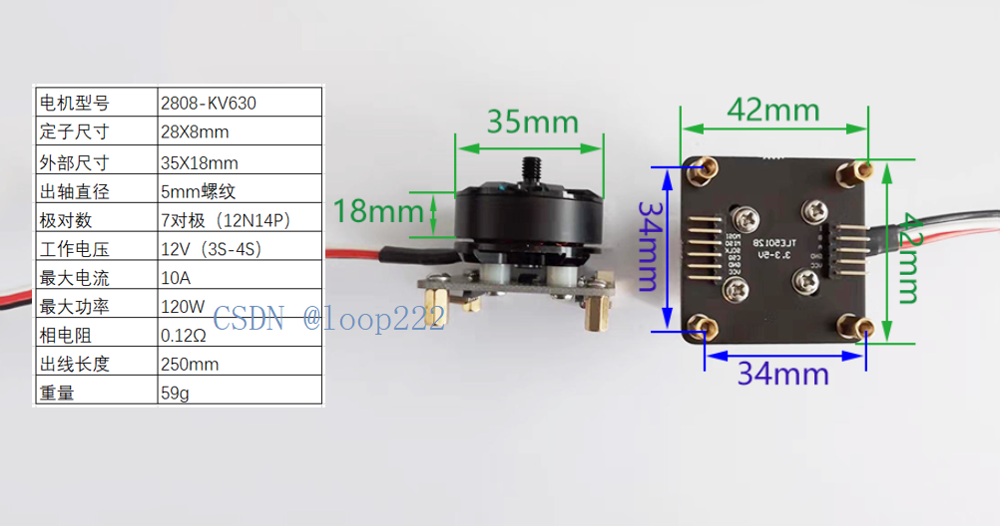 电机型号 2808-KV630
定子尺寸 28X8mm
外部尺寸 35X18mm
出轴直径 5mm螺纹
极对数 7对极（12N14P）
工作电压 12V（3S-4S）
最大电流 10A
最大功率 120W
相电阻 0.12Ω
出线长度 250mm
重量 59g
CSDN @loop222
35mm
18mm
42mm
34mm
42mm
34mm
TLE5012B
3.3-5V
MOSI
MISO
SCLK
CSQ
GND
VCC
GND
VCC